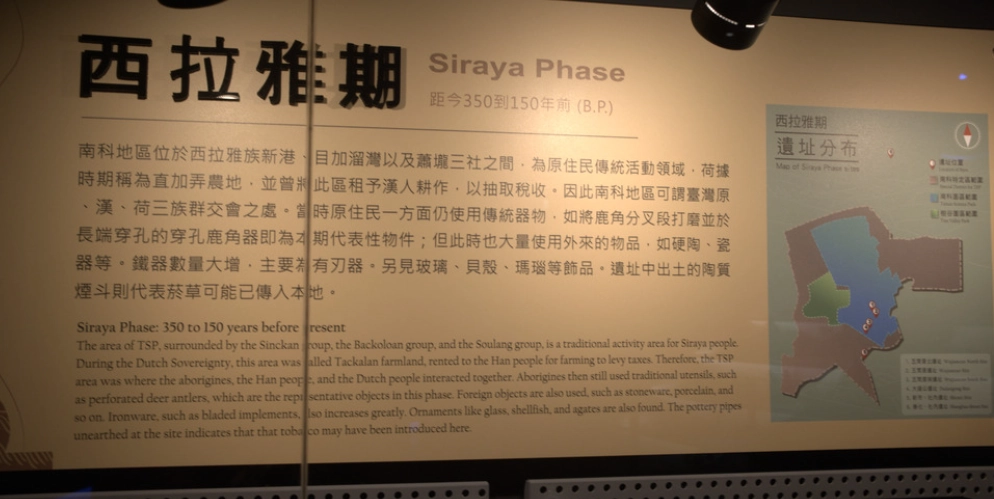 西拉雅期
Siraya Phase
距今350到150年前 (B.P.)
南科地區位於西拉雅族新港、目加溜灣以及蕭壠三社之間，為原住民傳統活動領域，荷據
時期稱為直加弄農地，並曾將此區租予漢人耕作，以抽取稅收。因此南科地區可謂臺灣原
、漢、荷三族群交會之處。當時原住民一方面仍使用傳統器物，如將鹿角分叉段打磨並於
長端穿孔的穿孔鹿角器即為本期代表性物件；但此時也大量使用外來的物品，如硬陶、瓷
器等。鐵器數量大增，主要為有刃器。另見玻璃、貝殼、瑪瑙等飾品。遺址中出土的陶質
煙斗則代表菸草可能已傳入本地。
Siraya Phase: 350 to 150 years before present
The area of TSP, surrounded by the Sinckan group, the Backoloan group, and the Soulang group, is a traditional activity area for Siraya people.
During the Dutch Sovereignty, this area was called Tackalan farmland, rented to the Han people for farming to levy taxes. Therefore, the TSP
area was where the aborigines, the Han people, and the Dutch people interacted together. Aborigines then still used traditional utensils, such
as perforated deer antlers, which are the representative objects in this phase. Foreign objects are also used, such as stoneware, porcelain, and
so on. Ironware, such as bladed implements, also increases greatly. Ornaments like glass, shellfish, and agates are also found. The pottery pipes
unearthed at the site indicates that that tobacco may have been introduced here.
西拉雅期
遺址分布
Map of Siraya Phase sites
遺址位置